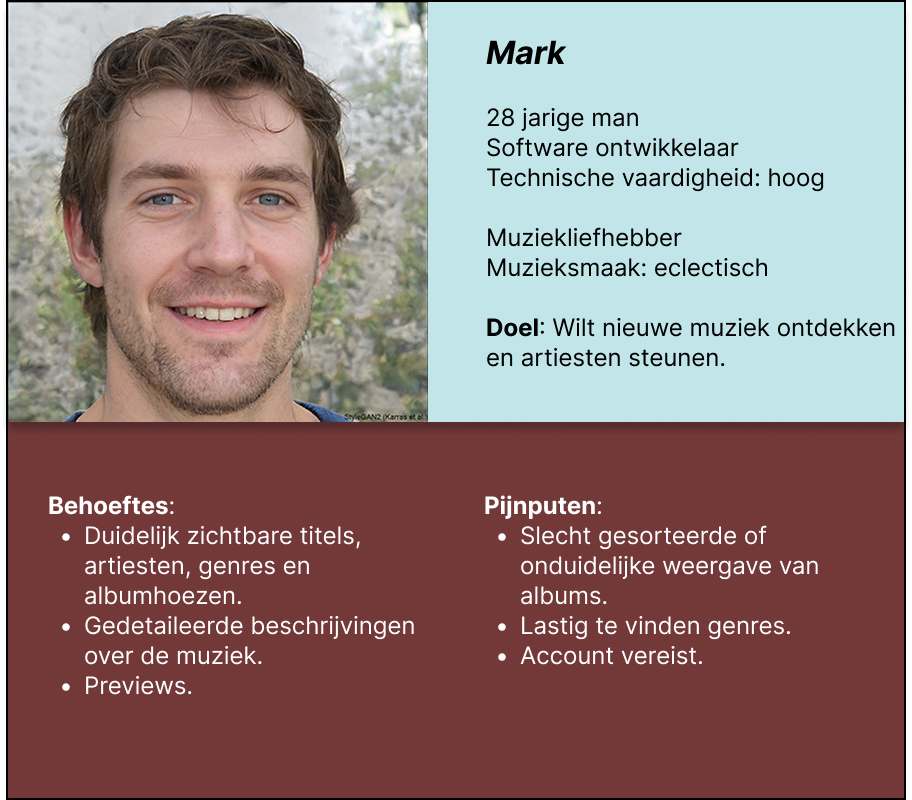 Mark
28 jarige man
Software ontwikkelaar
Technische vaardigheid: hoog
Muziekliefhebber
Muzieksmaak: eclectisch
Doel: Wilt nieuwe muziek ontdekken
en artiesten steunen.
StyleGAN2 (Karras et al.
Behoeftes:
• Duidelijk zichtbare titels,
artiesten, genres en
albumhoezen.
• Gedetaileerde beschrijvingen
over de muziek.
• Previews.
Pijnputen:
• Slecht gesorteerde of
onduidelijke weergave van
albums.
• Lastig te vinden genres.
• Account vereist.